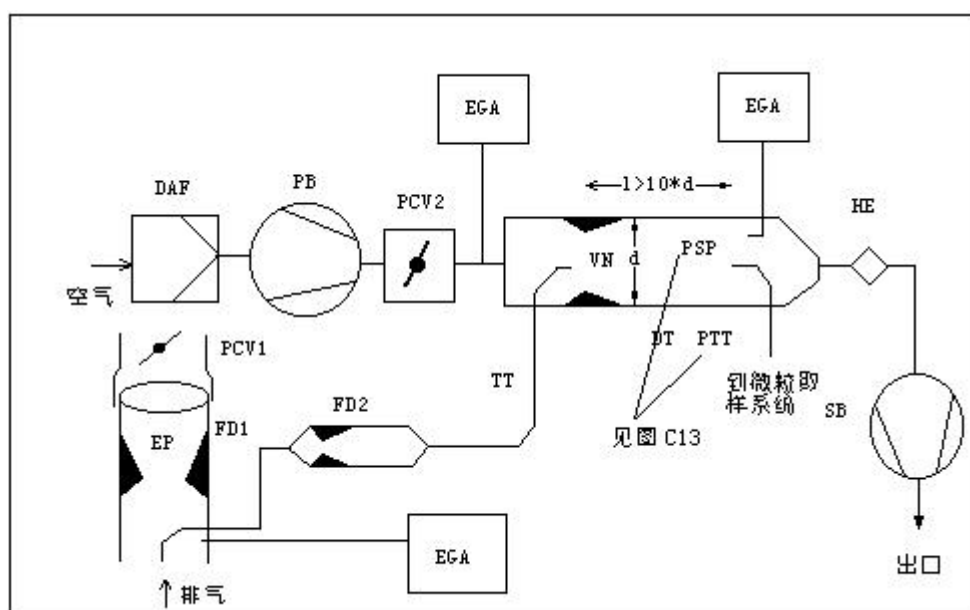 EGA
EGA
l>10*d
DAF
PB
PCV2
HE
VN
d
PSP
空气
PCV1
DT
PTT
TT
到微粒取
样系统
SB
FD2
EP
FD1
见图 C13
EGA
排气
出口